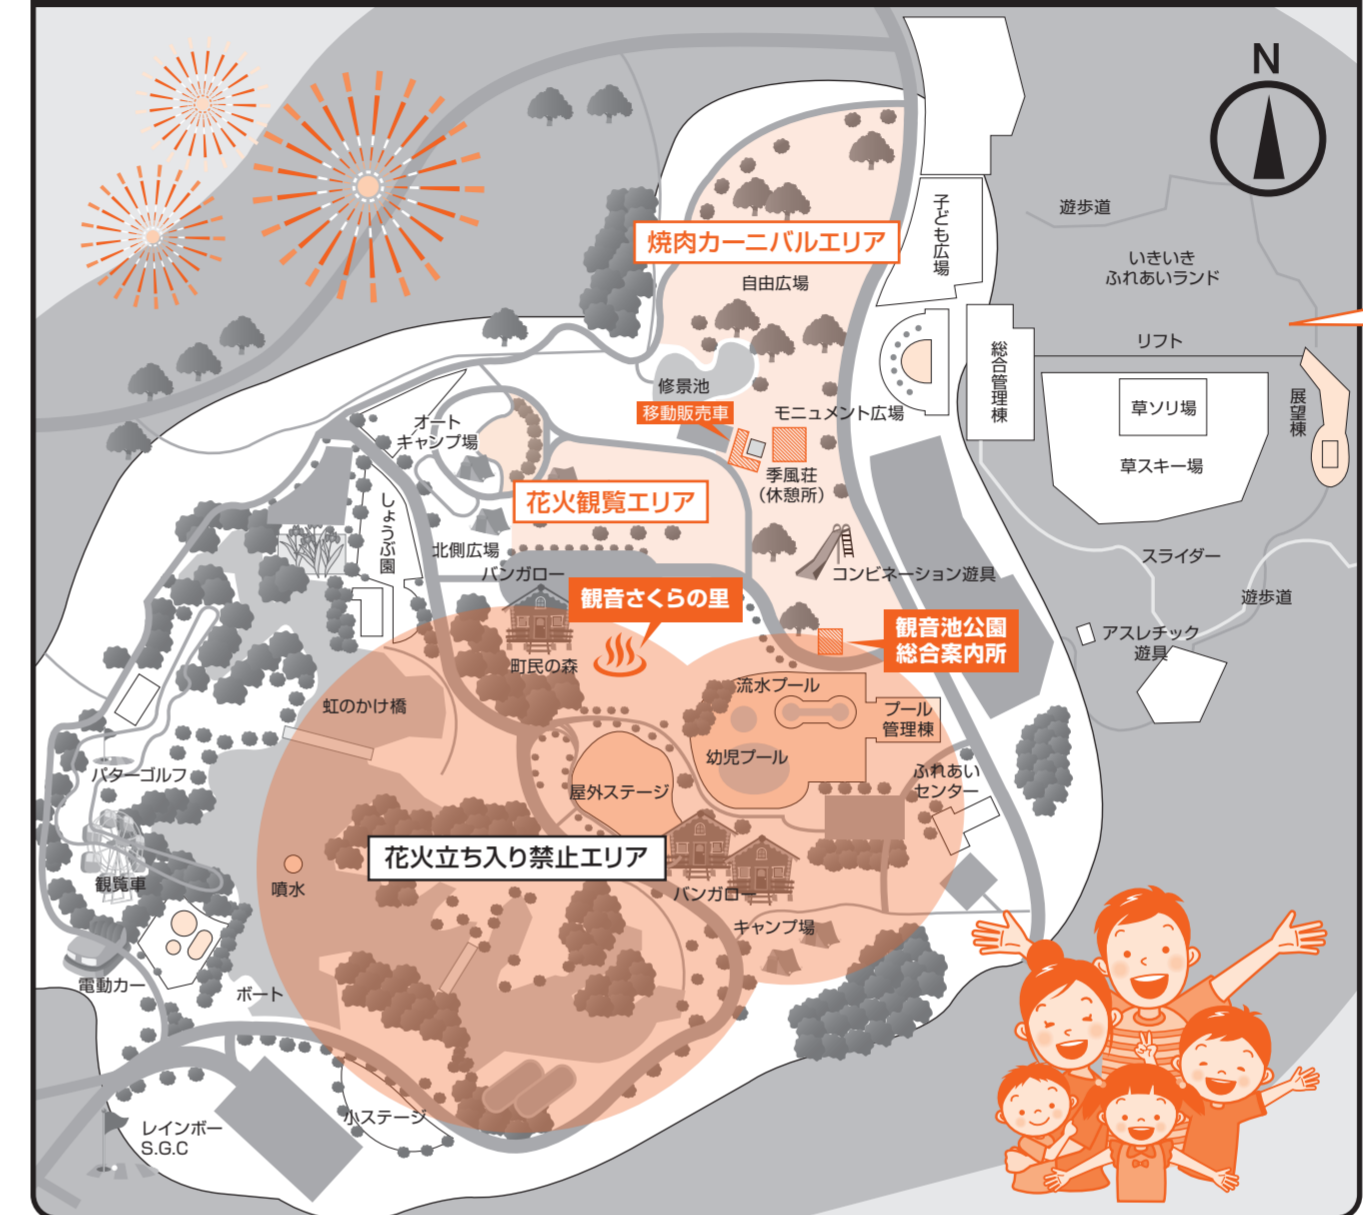 N
焼肉カーニバルエリア
自由広場
子ども広場
遊歩道
いきいき
ふれあいランド
リフト
総合管理棟
草ソリ場
展望棟
草スキー場
修景池
移動販売車
モニュメント広場
オート
キャンプ場
季風荘
(休憩所)
花火観覧エリア
しょうぶ園
北側広場
バンガロー
コンビネーション遊具
スライダー
遊歩道
観音さくらの里
観音池公園
総合案内所
アスレチック
遊具
町民の森
流水プール
虹のかけ橋
プール
管理棟
幼児プール
パターゴルフ
屋外ステージ
ふれあい
センター
花火立ち入り禁止エリア
観覧車
噴水
バンガロー
キャンプ場
電動カー
ボート
小ステージ
レインボー
S.G.C